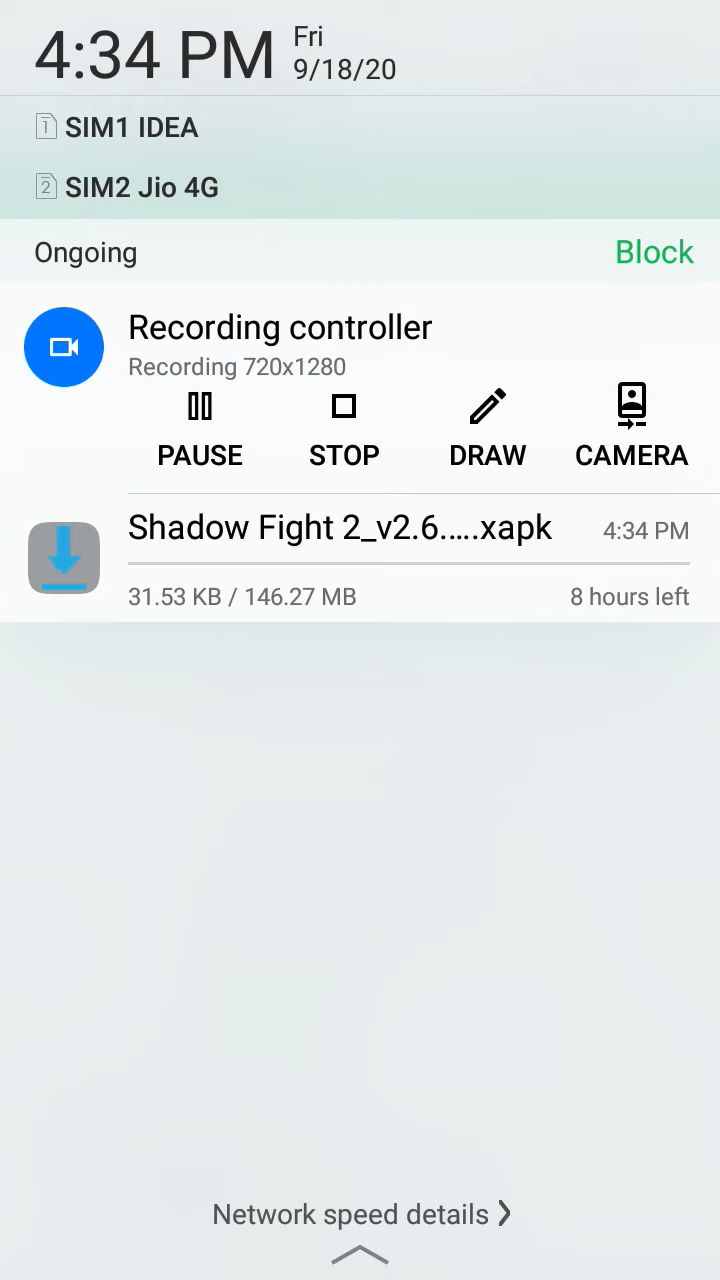 4:34 PM
Fri
9/18/20
1 SIM1 IDEA
2 SIM2 Jio 4G
Ongoing Block
Recording controller
Recording 720x1280
PAUSE STOP DRAW CAMERA
Shadow Fight 2_v2.6.….xapk 4:34 PM
31.53 KB / 146.27 MB 8 hours left
Network speed details